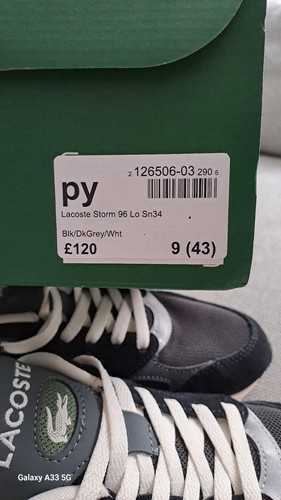 py
2 126506-03 290 6
Lacoste Storm 96 Lo Sn34
Blk/DkGrey/Wht
£120 9 (43)
LACOSTE
Galaxy A33 5G